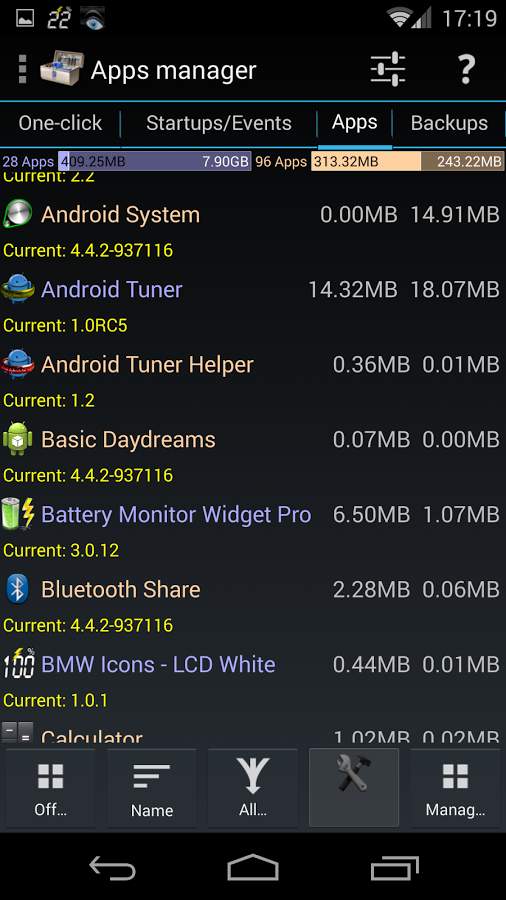 22 17:19
Apps manager ?
One-click Startups/Events Apps Backups
28 Apps 409.25MB 7.90GB 96 Apps 313.32MB 243.22MB
Current: 2.2
Android System 0.00MB 14.91MB
Current: 4.4.2-937116
Android Tuner 14.32MB 18.07MB
Current: 1.0RC5
Android Tuner Helper 0.36MB 0.01MB
Current: 1.2
Basic Daydreams 0.07MB 0.00MB
Current: 4.4.2-937116
Battery Monitor Widget Pro 6.50MB 1.07MB
Current: 3.0.12
Bluetooth Share 2.28MB 0.06MB
Current: 4.4.2-937116
100% BMW Icons - LCD White 0.44MB 0.01MB
Current: 1.0.1
Calculator 1.02MB 0.02MB
Off... Name All... Manag...